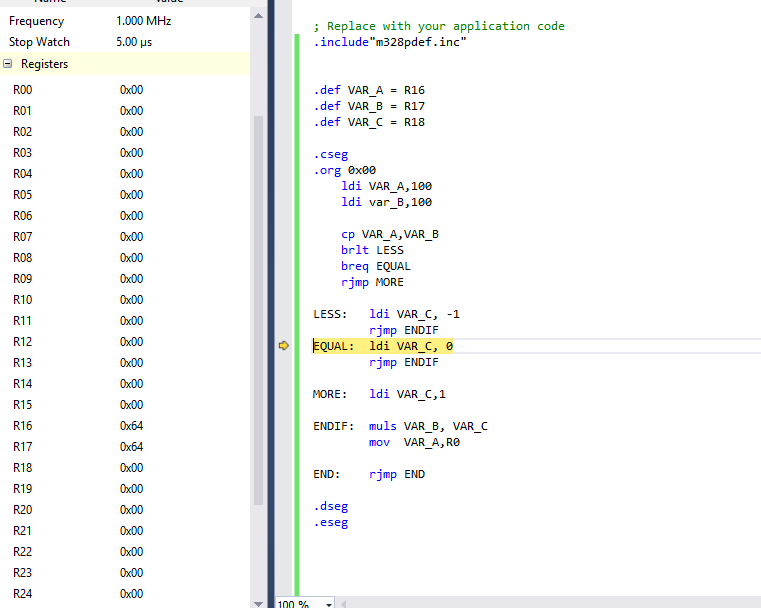 Name Value
Frequency 1.000 MHz
Stop Watch 5.00 µs
Registers
R00 0x00
R01 0x00
R02 0x00
R03 0x00
R04 0x00
R05 0x00
R06 0x00
R07 0x00
R08 0x00
R09 0x00
R10 0x00
R11 0x00
R12 0x00
R13 0x00
R14 0x00
R15 0x00
R16 0x64
R17 0x64
R18 0x00
R19 0x00
R20 0x00
R21 0x00
R22 0x00
R23 0x00
R24 0x00
; Replace with your application code
.include"m328pdef.inc"
.def VAR_A = R16
.def VAR_B = R17
.def VAR_C = R18
.cseg
.org 0x00
ldi VAR_A,100
ldi var_B,100
cp VAR_A,VAR_B
brlt LESS
breq EQUAL
rjmp MORE
LESS: ldi VAR_C, -1
rjmp ENDIF
EQUAL: ldi VAR_C, 0
rjmp ENDIF
MORE: ldi VAR_C,1
ENDIF: muls VAR_B, VAR_C
mov VAR_A,R0
END: rjmp END
.dseg
.eseg
100 %